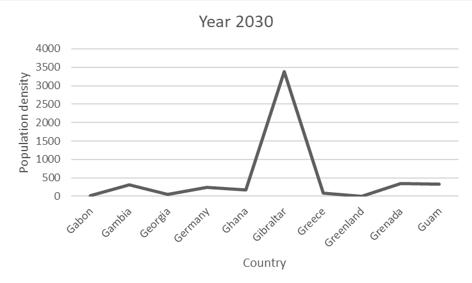 Year 2030
Population density
4000
3500
3000
2500
2000
1500
1000
500
0
Gabon
Gambia
Georgia
Germany
Ghana
Gibraltar
Greece
Greenland
Grenada
Guam
Country